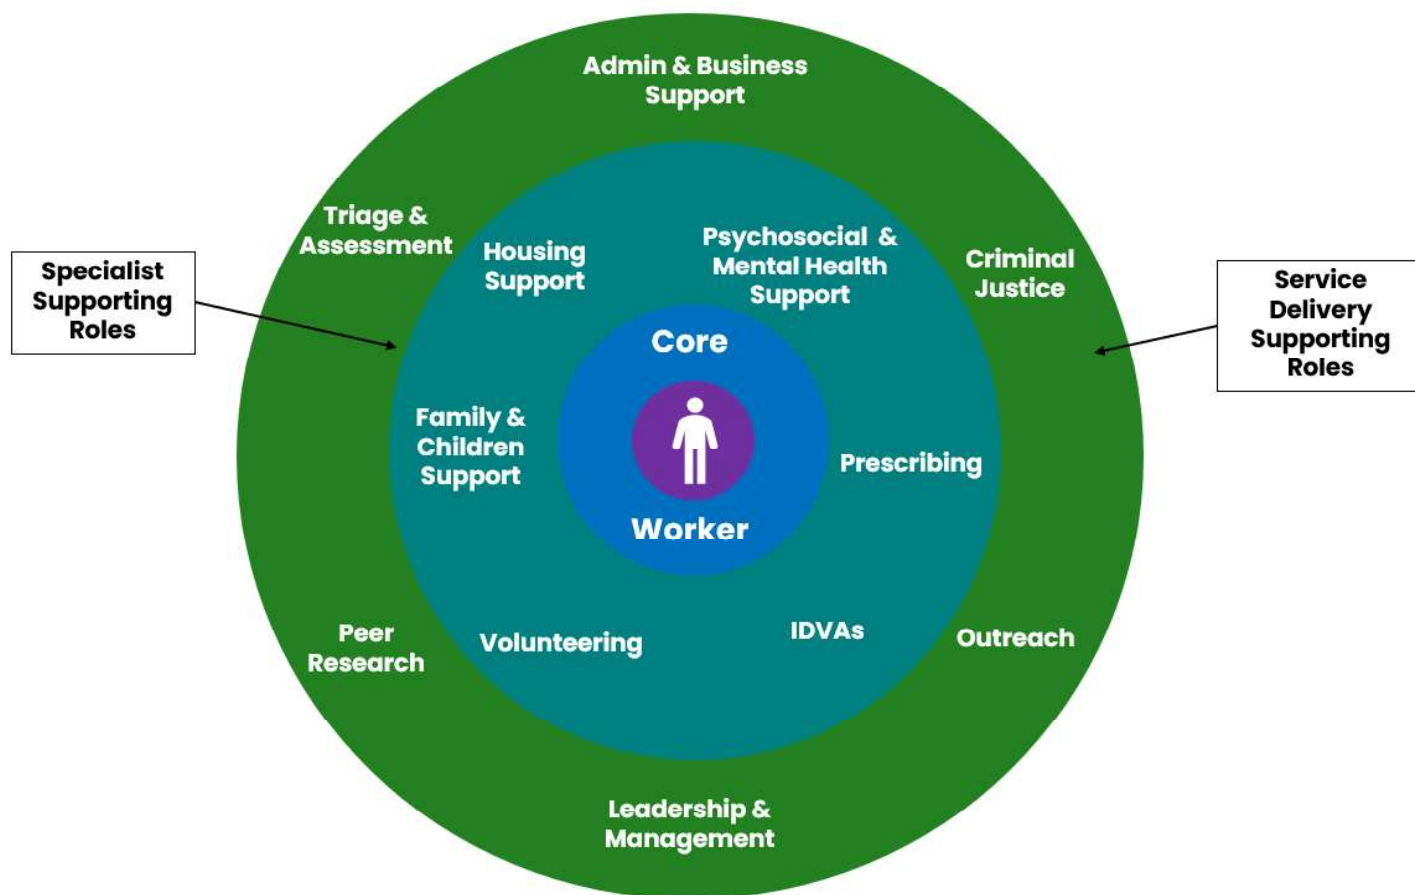 Admin & Business
Support
Triage &
Assessment
Housing
Support
Psychosocial & 
Mental Health
Support
Criminal
Justice
Specialist
Supporting
Roles
Service
Delivery
Supporting
Roles
Core
Worker
Family &
Children
Support
Prescribing
Peer
Research
Volunteering
IDVAs
Outreach
Leadership &
Management